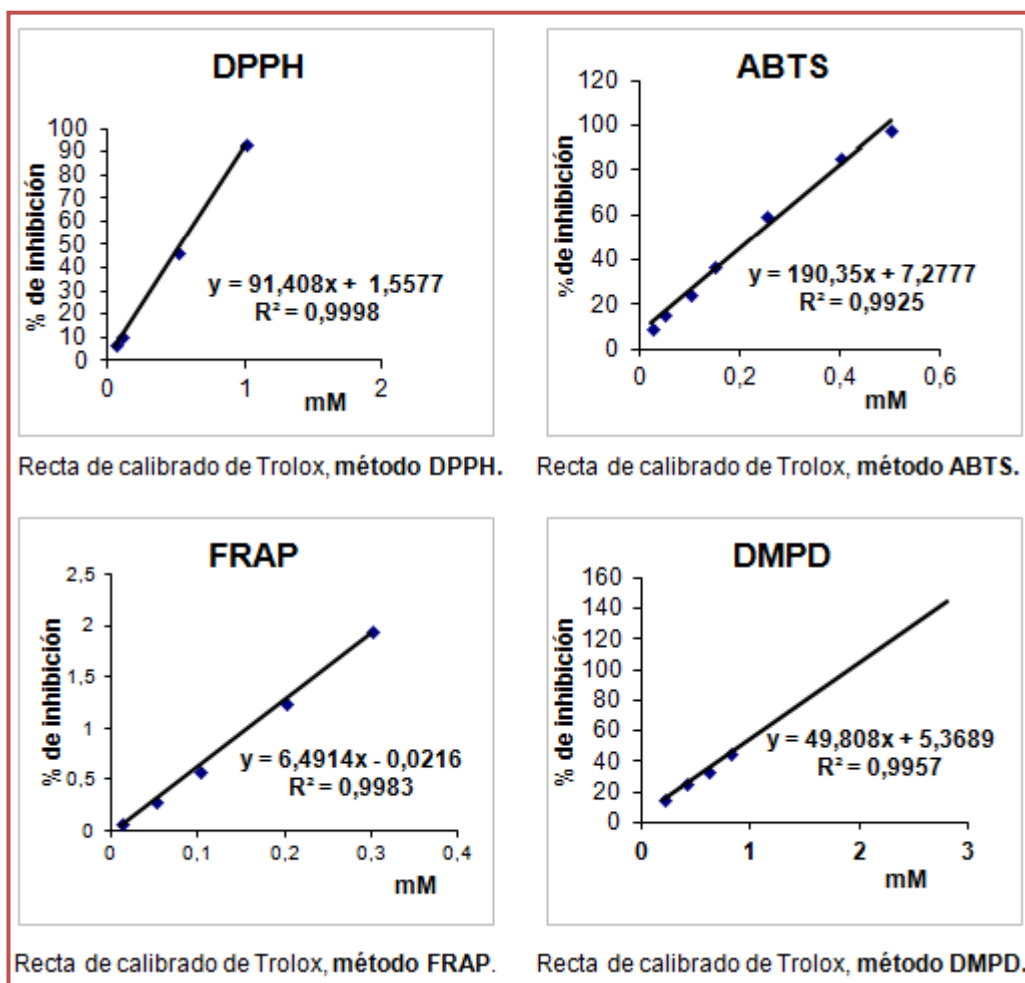 DPPH
% de inhibición
100
90
80
70
60
50
40
30
20
10
0
y = 91,408x + 1,5577
R² = 0,9998
0 1 2
mM
Recta de calibrado de Trolox, método DPPH.
ABTS
% de inhibición
120
100
80
60
40
20
0
y = 190,35x + 7,2777
R² = 0,9925
0 0,2 0,4 0,6
mM
Recta de calibrado de Trolox, método ABTS.
FRAP
% de inhibición
2,5
2
1,5
1
0,5
0
y = 6,4914x - 0,0216
R² = 0,9983
0 0,1 0,2 0,3 0,4
mM
Recta de calibrado de Trolox, método FRAP.
DMPD
% de inhibición
160
140
120
100
80
60
40
20
0
y = 49,808x + 5,3689
R² = 0,9957
0 1 2 3
mM
Recta de calibrado de Trolox, método DMPD.